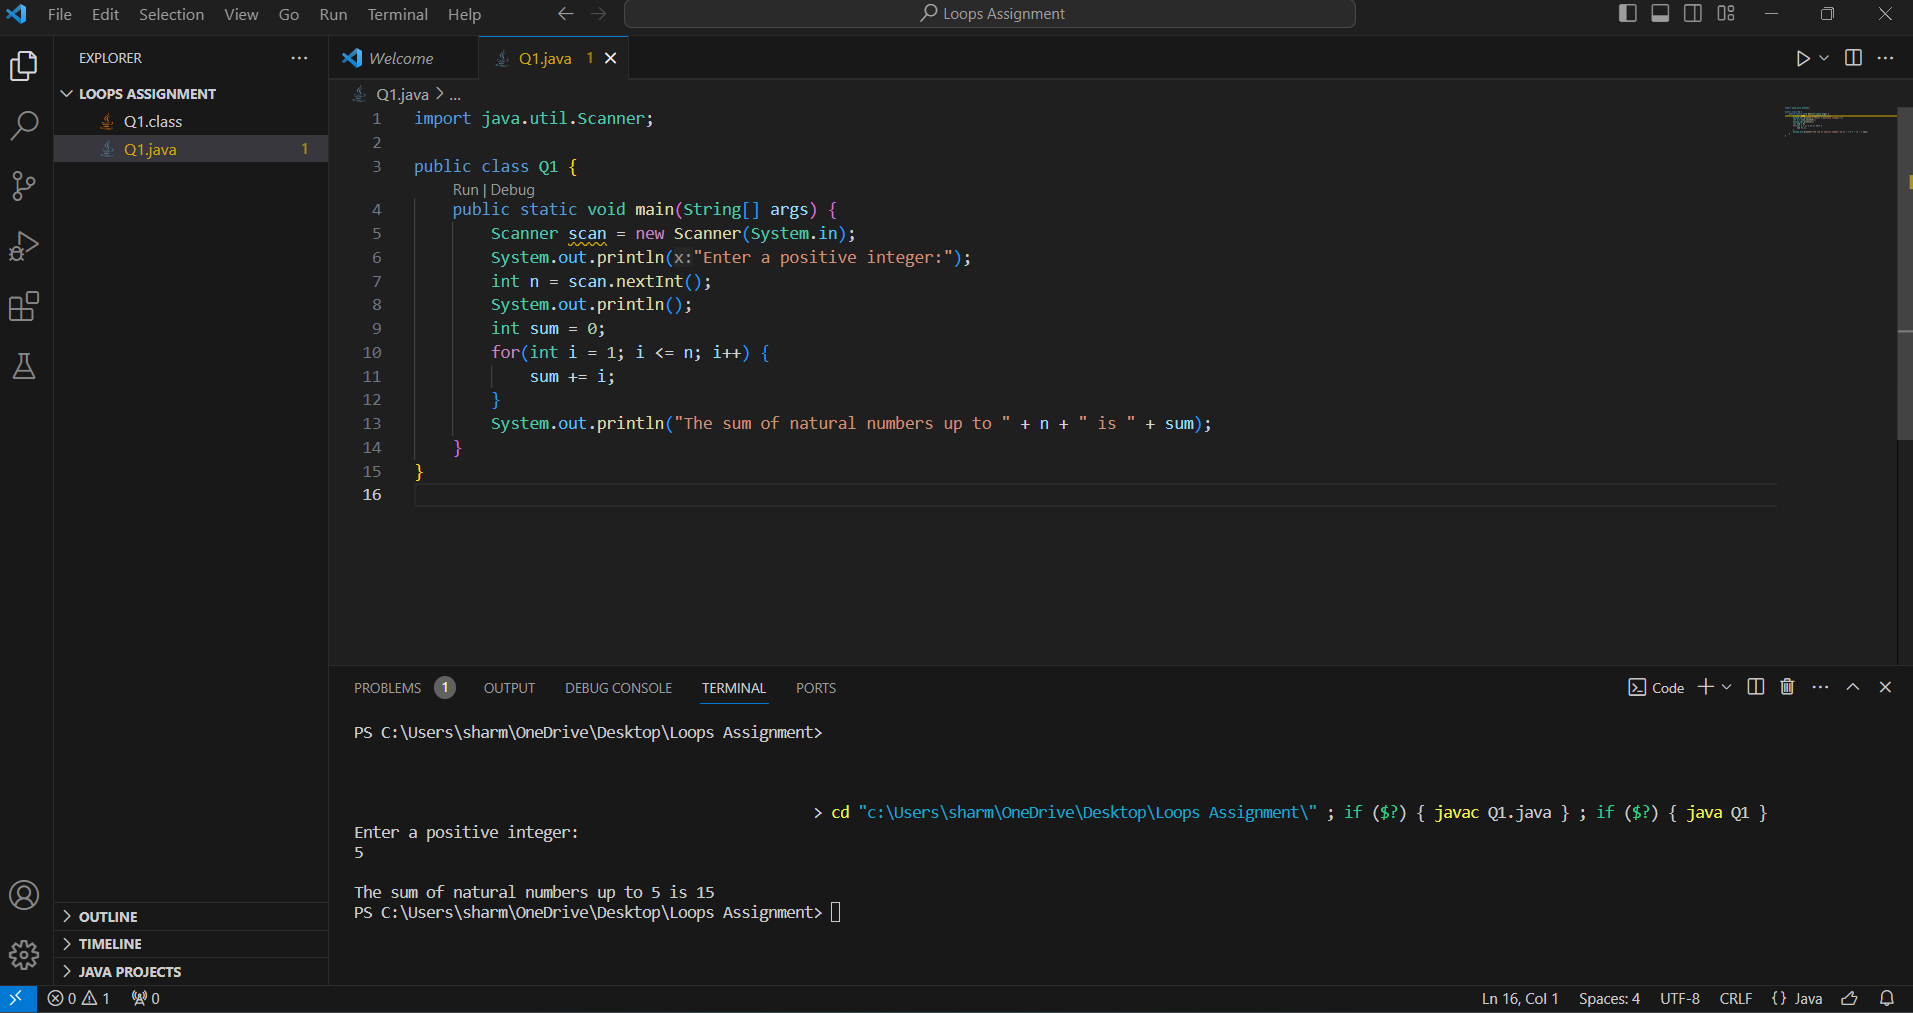 File Edit Selection View Go Run Terminal Help
Loops Assignment
EXPLORER
LOOPS ASSIGNMENT
Q1.class
Q1.java 1
OUTLINE
TIMELINE
JAVA PROJECTS
Welcome
Q1.java 1
Q1.java > ...
1 import java.util.Scanner;
2
3 public class Q1 {
Run | Debug
4 public static void main(String[] args) {
5 Scanner scan = new Scanner(System.in);
6 System.out.println(x:"Enter a positive integer:");
7 int n = scan.nextInt();
8 System.out.println();
9 int sum = 0;
10 for(int i = 1; i <= n; i++) {
11 sum += i;
12 }
13 System.out.println("The sum of natural numbers up to " + n + " is " + sum);
14 }
15 }
16
PROBLEMS 1 OUTPUT DEBUG CONSOLE TERMINAL PORTS
Code
PS C:\Users\sharm\OneDrive\Desktop\Loops Assignment>
> cd "c:\Users\sharm\OneDrive\Desktop\Loops Assignment\" ; if ($?) { javac Q1.java } ; if ($?) { java Q1 }
Enter a positive integer:
5
The sum of natural numbers up to 5 is 15
PS C:\Users\sharm\OneDrive\Desktop\Loops Assignment>
0 1 0
Ln 16, Col 1 Spaces: 4 UTF-8 CRLF {} Java